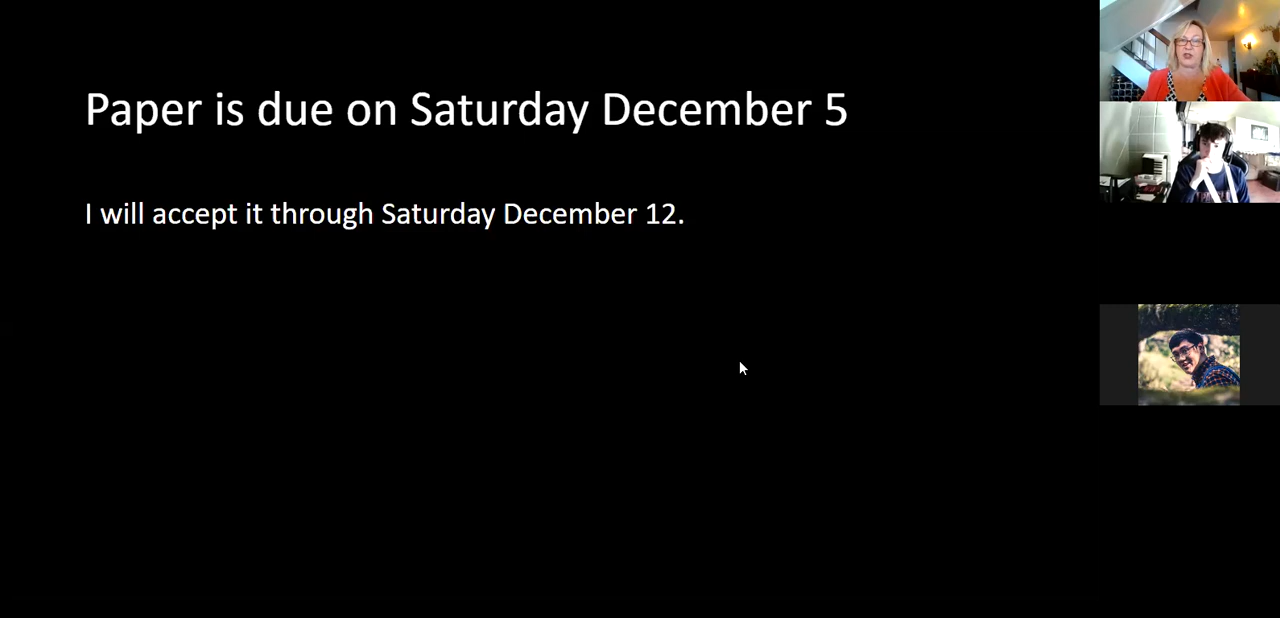 Paper is due on Saturday December 5
I will accept it through Saturday December 12.